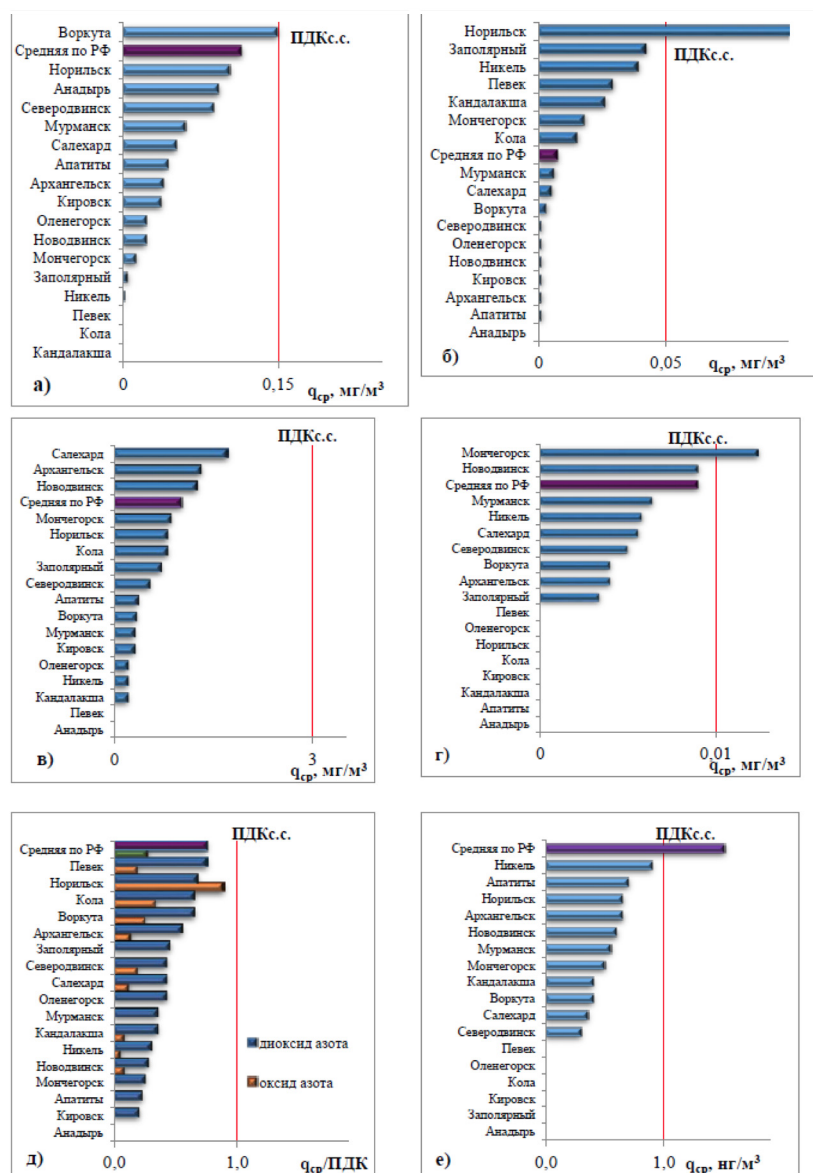 ПДКс.с.
Воркута
Средняя по РФ
Норильск
Анадырь
Северодвинск
Мурманск
Салехард
Апатиты
Архангельск
Кировск
Оленегорск
Новодвинск
Мончегорск
Заполярный
Никель
Певек
Кола
Кандалакша
0 0,15
а) qср, мг/м³
Норильск
Заполярный
ПДКс.с.
Никель
Певек
Кандалакша
Мончегорск
Кола
Средняя по РФ
Мурманск
Салехард
Воркута
Северодвинск
Оленегорск
Новодвинск
Кировск
Архангельск
Апатиты
Анадырь
б)
0 0,05 qср, мг/м³
ПДКс.с.
Салехард
Архангельск
Новодвинск
Средняя по РФ
Мончегорск
Норильск
Кола
Заполярный
Северодвинск
Апатиты
Воркута
Мурманск
Кировск
Оленегорск
Никель
Кандалакша
Певек
Анадырь
в) 0 3
qср, мг/м³
ПДКс.с.
Мончегорск
Новодвинск
Средняя по РФ
Мурманск
Никель
Салехард
Северодвинск
Воркута
Архангельск
Заполярный
Певек
Оленегорск
Норильск
Кола
Кировск
Кандалакша
Апатиты
Анадырь
г) 0 0,01
qср, мг/м³
ПДКс.с.
Средняя по РФ
Певек
Норильск
Кола
Воркута
Архангельск
Заполярный
Северодвинск
Салехард
Оленегорск
Мурманск
Кандалакша
Никель
Новодвинск
Мончегорск
Апатиты
Кировск
Анадырь
диоксид азота
оксид азота
д) 0,0 1,0 qср/ПДК
ПДКс.с.
Средняя по РФ
Никель
Апатиты
Норильск
Архангельск
Новодвинск
Мурманск
Мончегорск
Кандалакша
Воркута
Салехард
Северодвинск
Певек
Оленегорск
Кола
Кировск
Заполярный
Анадырь
е) 0,0 1,0 qср, нг/м³